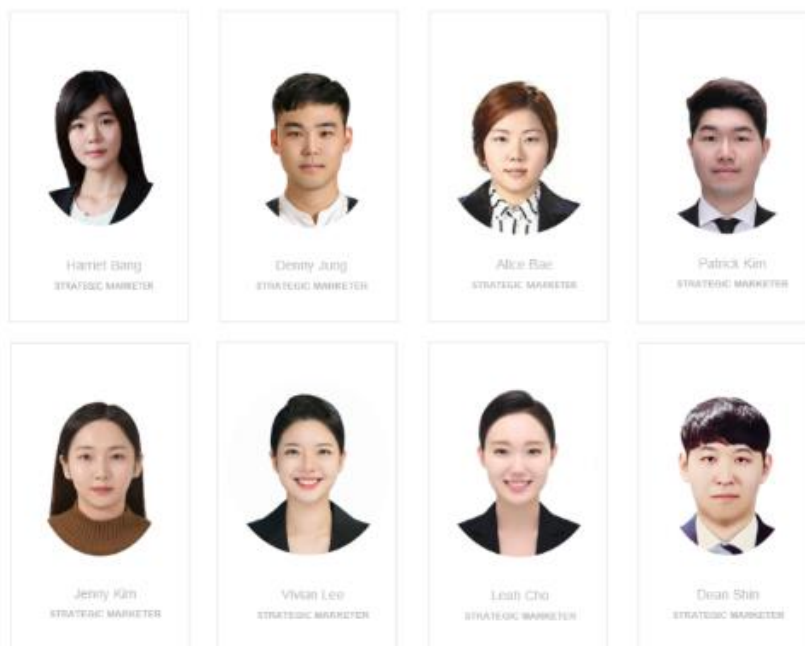 Harriet Bang
STRATEGIC MARKETER
Denny Jung
STRATEGIC MARKETER
Alice Bae
STRATEGIC MARKETER
Patrick Kim
STRATEGIC MARKETER
Jenny Kim
STRATEGIC MARKETER
Vivian Lee
STRATEGIC MARKETER
Leah Cho
STRATEGIC MARKETER
Dean Shin
STRATEGIC MARKETER